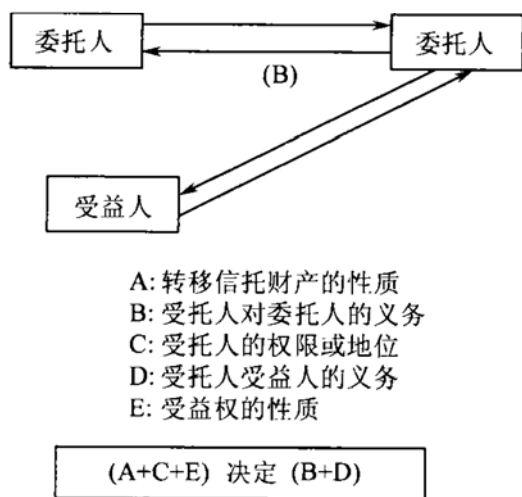 委托人 委托人
(B)
受益人
A: 转移信托财产的性质
B: 受托人对委托人的义务
C: 受托人的权限或地位
D: 受托人受益人的义务
E: 受益权的性质
(A+C+E) 决定 (B+D)